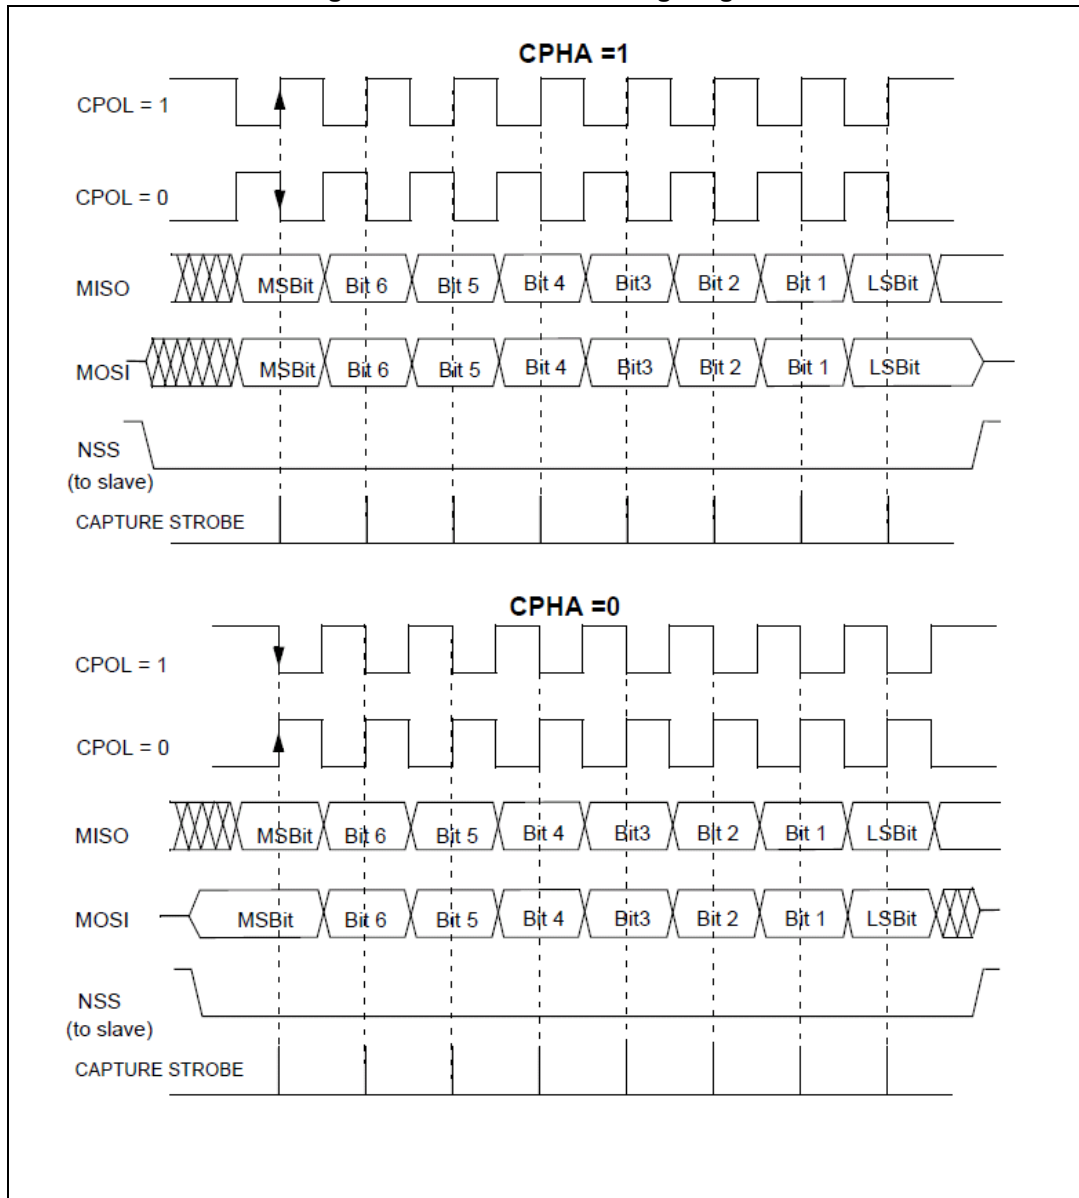 CPHA =1
CPOL = 1
CPOL = 0
MISO MSBit Bit 6 Bit 5 Bit 4 Bit3 Bit 2 Bit 1 LSBit
MOSI MSBit Bit 6 Bit 5 Bit 4 Bit3 Bit 2 Bit 1 LSBit
NSS
(to slave)
CAPTURE STROBE
CPHA =0
CPOL = 1
CPOL = 0
MISO MSBit Bit 6 Bit 5 Bit 4 Bit3 Bit 2 Bit 1 LSBit
MOSI MSBit Bit 6 Bit 5 Bit 4 Bit3 Bit 2 Bit 1 LSBit
NSS
(to slave)
CAPTURE STROBE